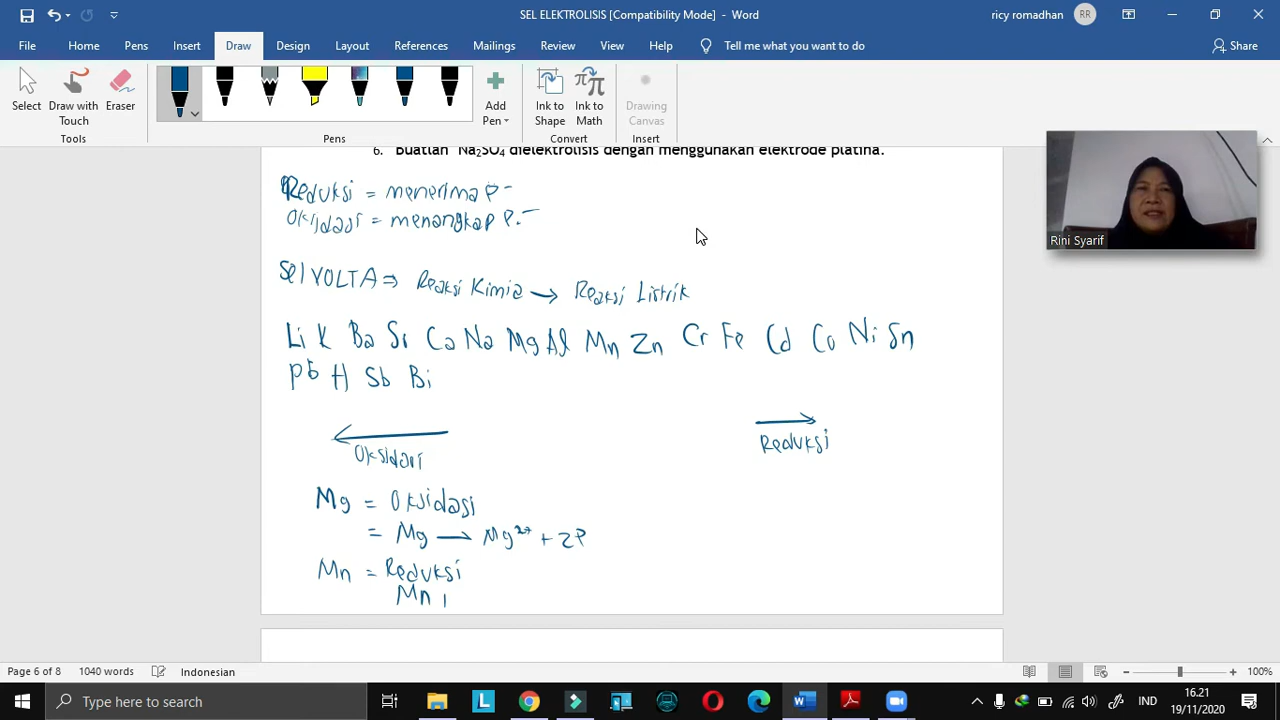 SEL ELEKTROLISIS [Compatibility Mode] - Word
ricy romadhan
RR
File Home Pens Insert Draw Design Layout References Mailings Review View Help Tell me what you want to do Share
Select
Draw with Touch
Eraser
Add Pen
Ink to Shape
Ink to Math
Drawing Canvas
Tools
Pens
Convert
Insert
6. Buatlah Na₂SO₄ dielektrolisis dengan menggunakan elektrode platina.
Reduksi = menerima e-
Oksidasi = menangkap e.-
Sel VOLTA ⇒ Reaksi Kimia → Reaksi Listrik
Li K Ba Sr Ca Na Mg Al Mn Zn Cr Fe Cd Co Ni Sn
Pb H Sb Bi
←
Oksidasi
→
Reduksi
Mg = Oksidasi
= Mg → Mg²⁺ + 2e
Mn = Reduksi
Mn
Rini Syarif
Page 6 of 8 1040 words Indonesian 100%
Type here to search
IND
16.21
19/11/2020